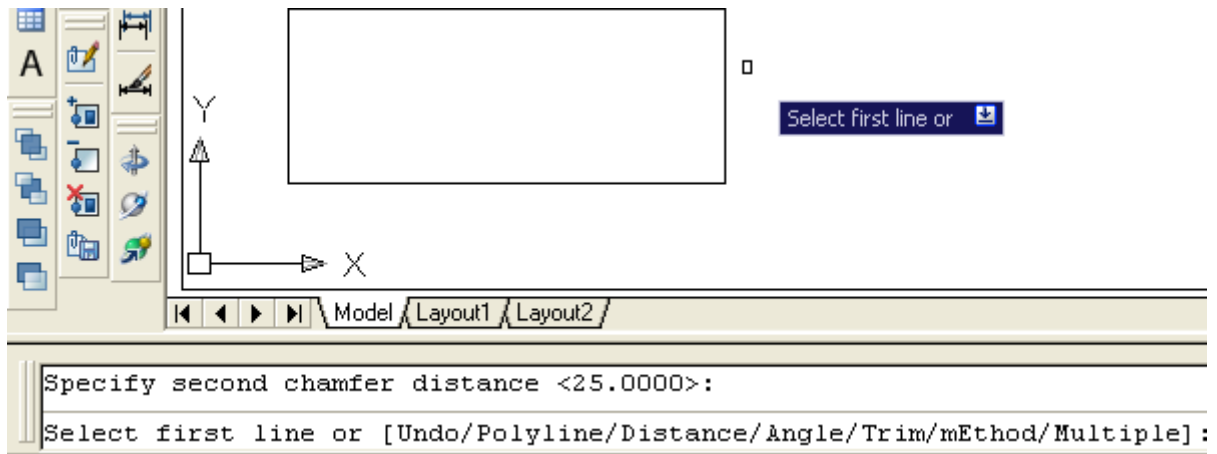 A
Y
Select first line or
X
Model Layout1 Layout2
Specify second chamfer distance <25.0000>:
Select first line or [Undo/Polyline/Distance/Angle/Trim/mEthod/Multiple]: